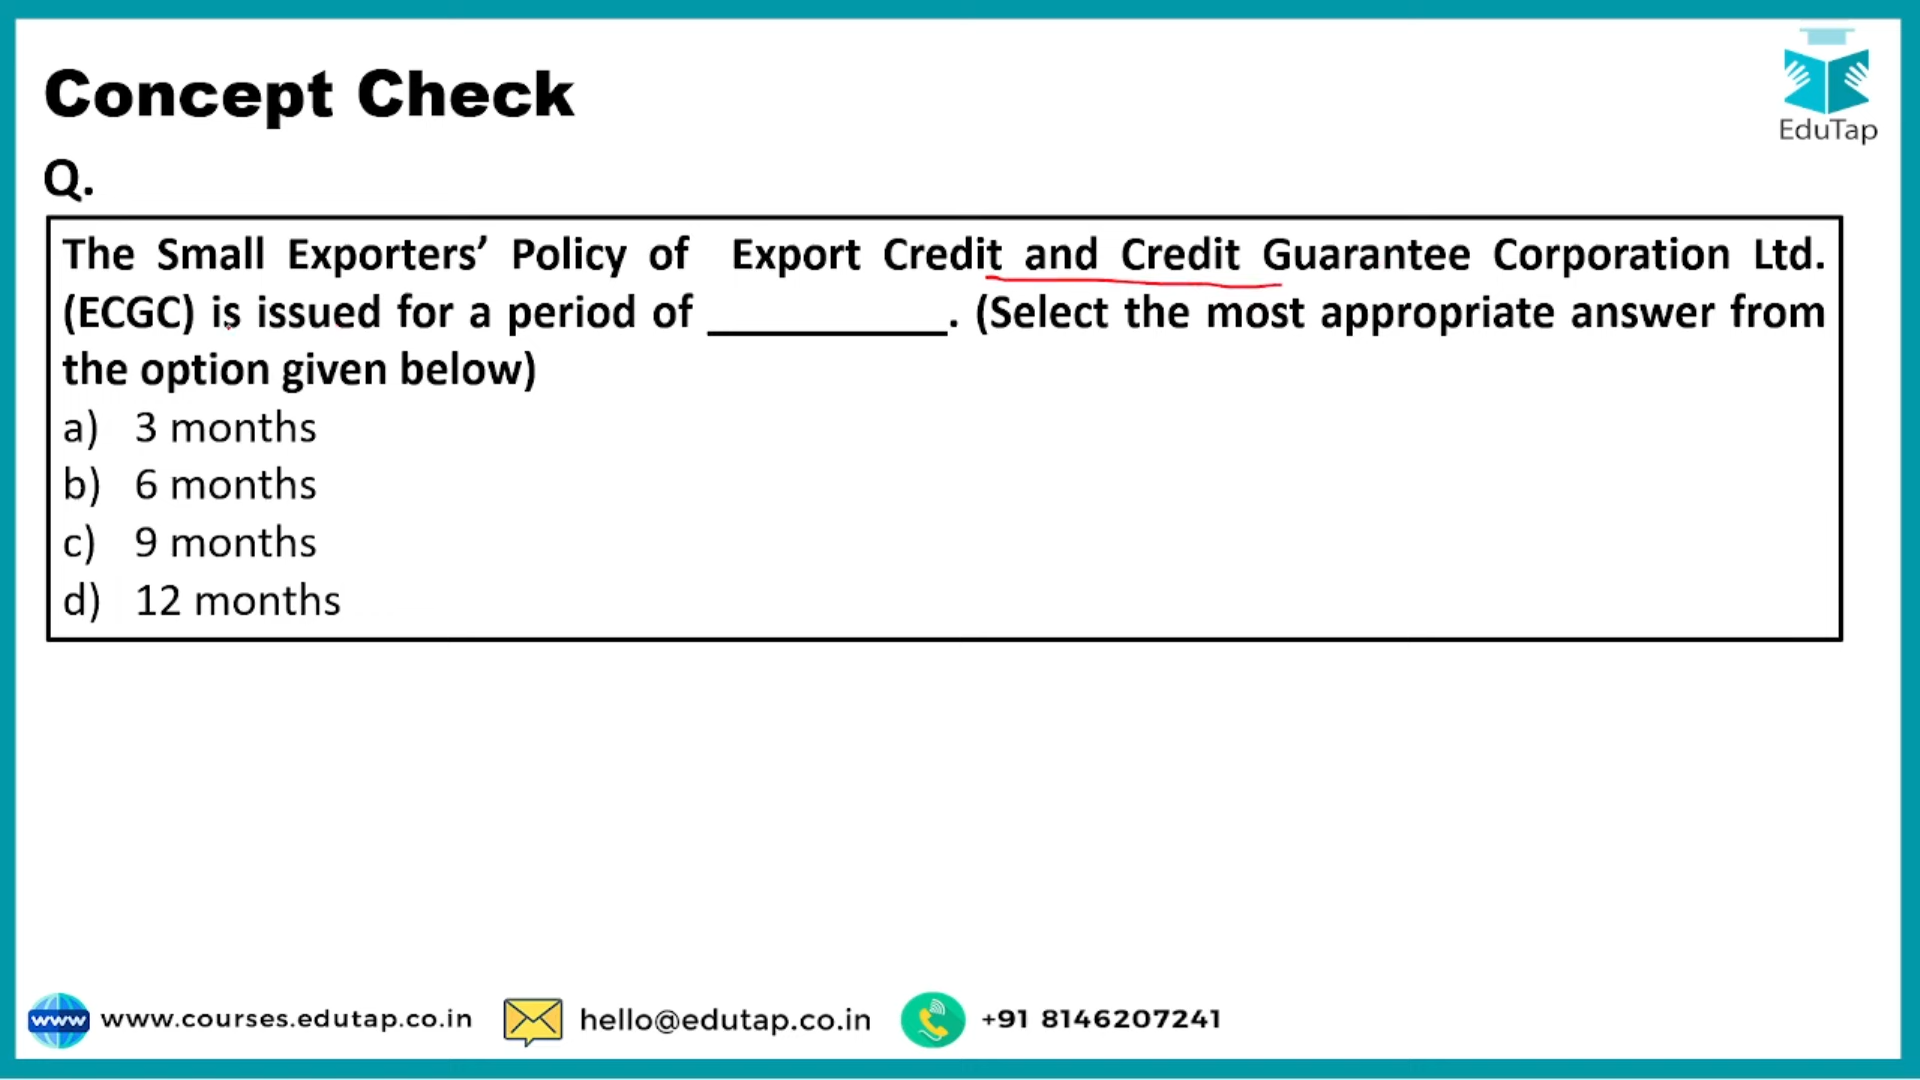 Concept Check
EduTap
Q.
The Small Exporters’ Policy of Export Credit and Credit Guarantee Corporation Ltd.
(ECGC) is issued for a period of __________. (Select the most appropriate answer from
the option given below)
a) 3 months
b) 6 months
c) 9 months
d) 12 months
www www.courses.edutap.co.in hello@edutap.co.in +91 8146207241